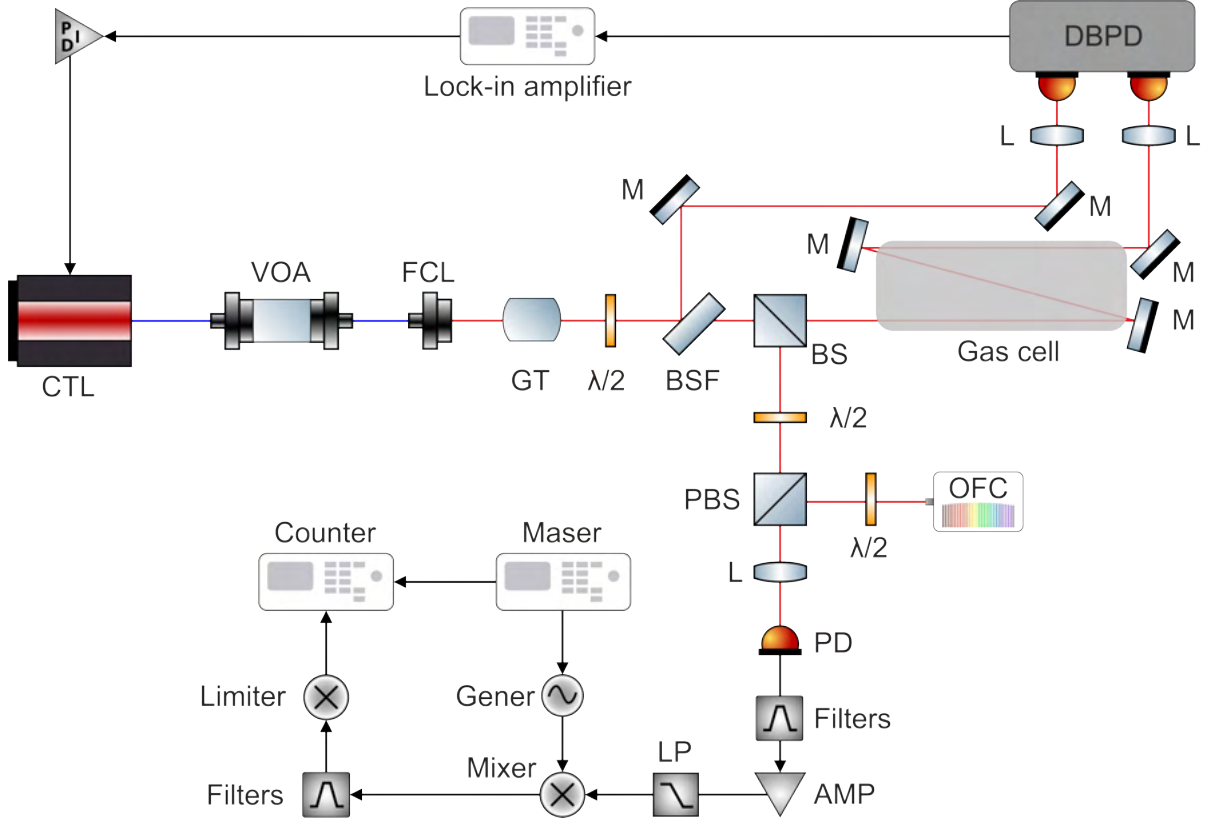 P
I
D
DBPD
Lock-in amplifier
L
L
M
M
M
M
M
VOA
FCL
CTL
GT
λ/2
BSF
BS
Gas cell
λ/2
PBS
OFC
λ/2
Counter
Maser
L
PD
Limiter
Gener
Filters
LP
Mixer
Filters
AMP